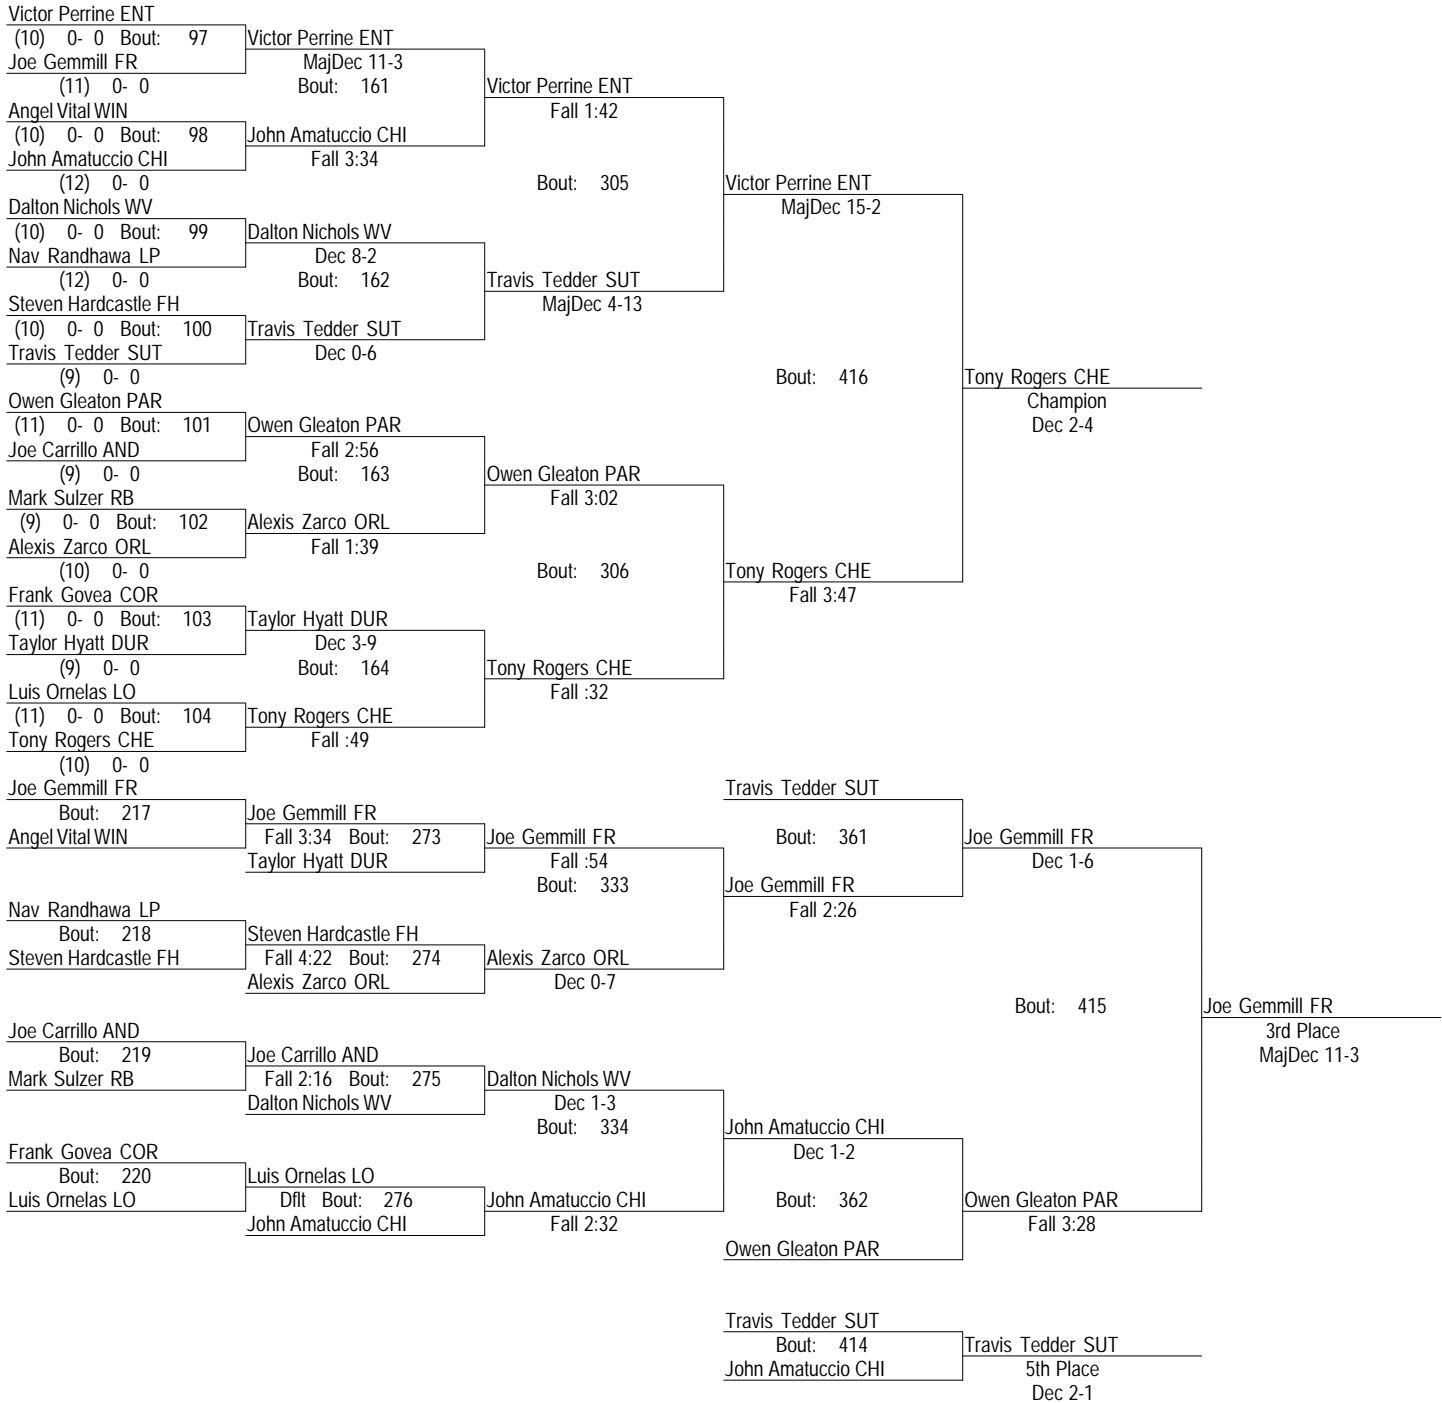 Victor Perrine ENT
(10) 0- 0 Bout: 97 Victor Perrine ENT
Joe Gemmill FR MajDec 11-3
(11) 0- 0 Bout: 161 Victor Perrine ENT
Angel Vital WIN Fall 1:42
(10) 0- 0 Bout: 98 John Amatuccio CHI
John Amatuccio CHI Fall 3:34
(12) 0- 0 Bout: 305 Victor Perrine ENT
Dalton Nichols WV MajDec 15-2
(10) 0- 0 Bout: 99 Dalton Nichols WV
Nav Randhawa LP Dec 8-2
(12) 0- 0 Bout: 162 Travis Tedder SUT
Steven Hardcastle FH MajDec 4-13
(10) 0- 0 Bout: 100 Travis Tedder SUT
Travis Tedder SUT Dec 0-6
(9) 0- 0 Bout: 416 Tony Rogers CHE
Owen Gleaton PAR Champion
(11) 0- 0 Bout: 101 Owen Gleaton PAR Dec 2-4
Joe Carrillo AND Fall 2:56
(9) 0- 0 Bout: 163 Owen Gleaton PAR
Mark Sulzer RB Fall 3:02
(9) 0- 0 Bout: 102 Alexis Zarco ORL
Alexis Zarco ORL Fall 1:39
(10) 0- 0 Bout: 306 Tony Rogers CHE
Frank Govea COR Fall 3:47
(11) 0- 0 Bout: 103 Taylor Hyatt DUR
Taylor Hyatt DUR Dec 3-9
(9) 0- 0 Bout: 164 Tony Rogers CHE
Luis Ornelas LO Fall :32
(11) 0- 0 Bout: 104 Tony Rogers CHE
Tony Rogers CHE Fall :49
(10) 0- 0
Joe Gemmill FR Travis Tedder SUT
Bout: 217 Joe Gemmill FR
Angel Vital WIN Fall 3:34 Bout: 273 Joe Gemmill FR Bout: 361 Joe Gemmill FR
Taylor Hyatt DUR Fall :54 Dec 1-6
Bout: 333 Joe Gemmill FR
Nav Randhawa LP Fall 2:26
Bout: 218 Steven Hardcastle FH
Steven Hardcastle FH Fall 4:22 Bout: 274 Alexis Zarco ORL
Alexis Zarco ORL Dec 0-7
Bout: 415 Joe Gemmill FR
Joe Carrillo AND 3rd Place
Bout: 219 Joe Carrillo AND MajDec 11-3
Mark Sulzer RB Fall 2:16 Bout: 275 Dalton Nichols WV
Dalton Nichols WV Dec 1-3
Bout: 334 John Amatuccio CHI
Frank Govea COR Dec 1-2
Bout: 220 Luis Ornelas LO
Luis Ornelas LO Dflt Bout: 276 John Amatuccio CHI Bout: 362 Owen Gleaton PAR
John Amatuccio CHI Fall 2:32 Fall 3:28
Owen Gleaton PAR
Travis Tedder SUT
Bout: 414 Travis Tedder SUT
John Amatuccio CHI 5th Place
Dec 2-1